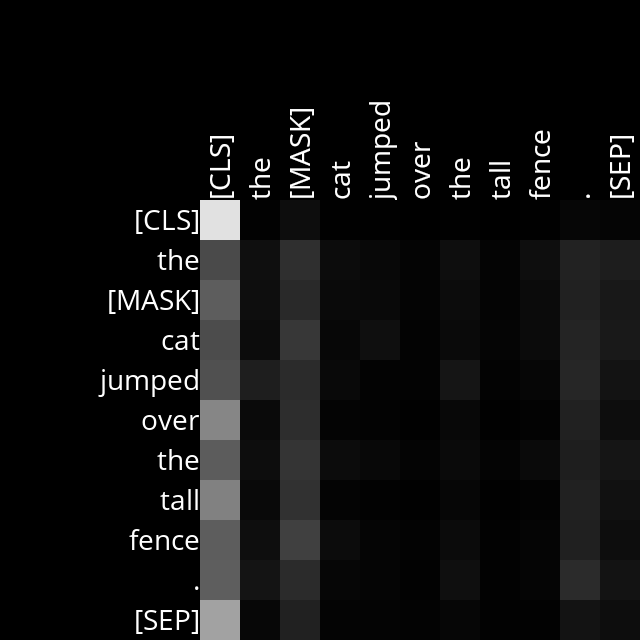 [CLS] the [MASK] cat jumped over the tall fence . [SEP]
[CLS]
the
[MASK]
cat
jumped
over
the
tall
fence
.
[SEP]